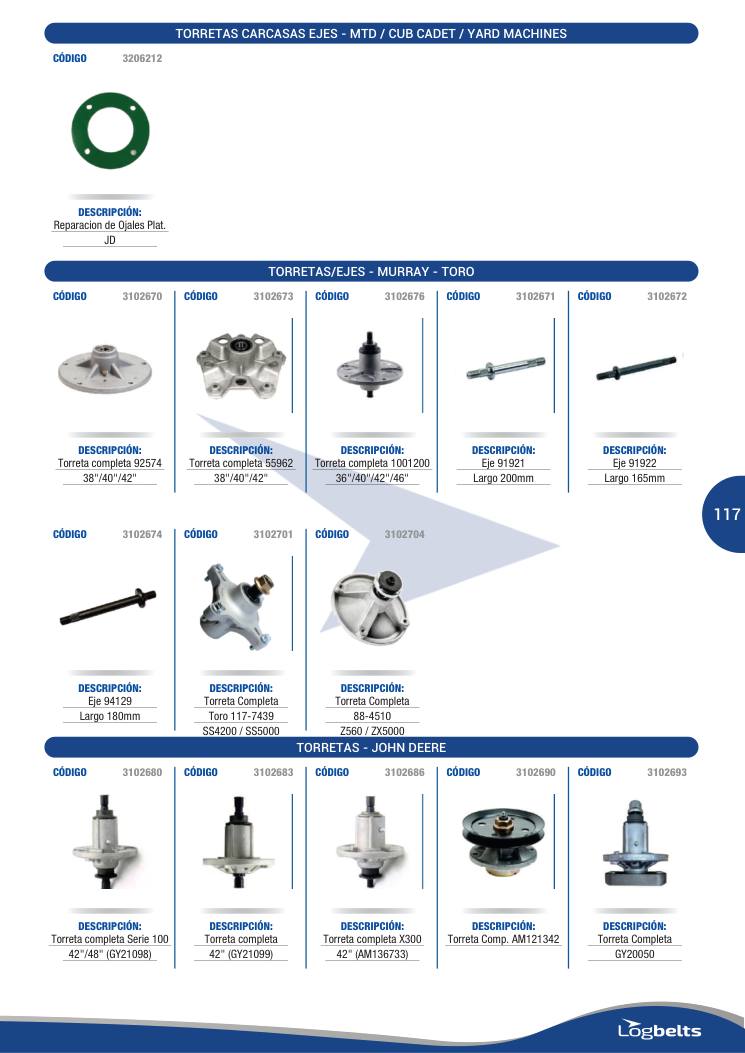 TORRETAS CARCASAS EJES - MTD / CUB CADET / YARD MACHINES
CÓDIGO 3206212
DESCRIPCIÓN:
Reparacion de Ojales Plat.
JD
TORRETAS/EJES - MURRAY - TORO
CÓDIGO 3102670
DESCRIPCIÓN:
Torreta completa 92574
38"/40"/42"
CÓDIGO 3102673
DESCRIPCIÓN:
Torreta completa 55962
38"/40"/42"
CÓDIGO 3102676
DESCRIPCIÓN:
Torreta completa 1001200
36"/40"/42"/46"
CÓDIGO 3102671
DESCRIPCIÓN:
Eje 91921
Largo 200mm
CÓDIGO 3102672
DESCRIPCIÓN:
Eje 91922
Largo 165mm
117
CÓDIGO 3102674
DESCRIPCIÓN:
Eje 94129
Largo 180mm
CÓDIGO 3102701
DESCRIPCIÓN:
Torreta Completa
Toro 117-7439
SS4200 / SS5000
CÓDIGO 3102704
DESCRIPCIÓN:
Torreta Completa
88-4510
Z560 / ZX5000
TORRETAS - JOHN DEERE
CÓDIGO 3102680
DESCRIPCIÓN:
Torreta completa Serie 100
42"/48" (GY21098)
CÓDIGO 3102683
DESCRIPCIÓN:
Torreta completa
42" (GY21099)
CÓDIGO 3102686
DESCRIPCIÓN:
Torreta completa X300
42" (AM136733)
CÓDIGO 3102690
DESCRIPCIÓN:
Torreta Comp. AM121342
CÓDIGO 3102693
DESCRIPCIÓN:
Torreta Completa
GY20050
Logbelts